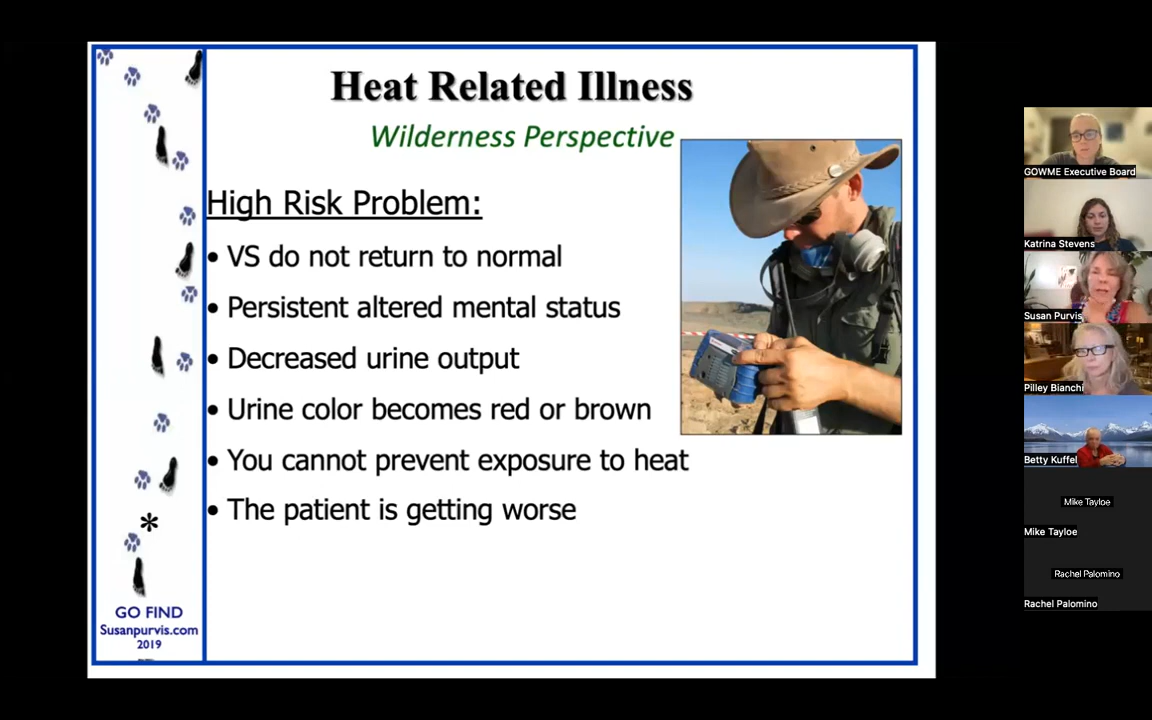 Heat Related Illness
Wilderness Perspective
High Risk Problem:
• VS do not return to normal
• Persistent altered mental status
• Decreased urine output
• Urine color becomes red or brown
• You cannot prevent exposure to heat
• The patient is getting worse
*
GO FIND
Susanpurvis.com
2019
GOWME Executive Board
Katrina Stevens
Susan Purvis
Pilley Bianchi
Betty Kuffel
Mike Tayloe
Mike Tayloe
Rachel Palomino
Rachel Palomino